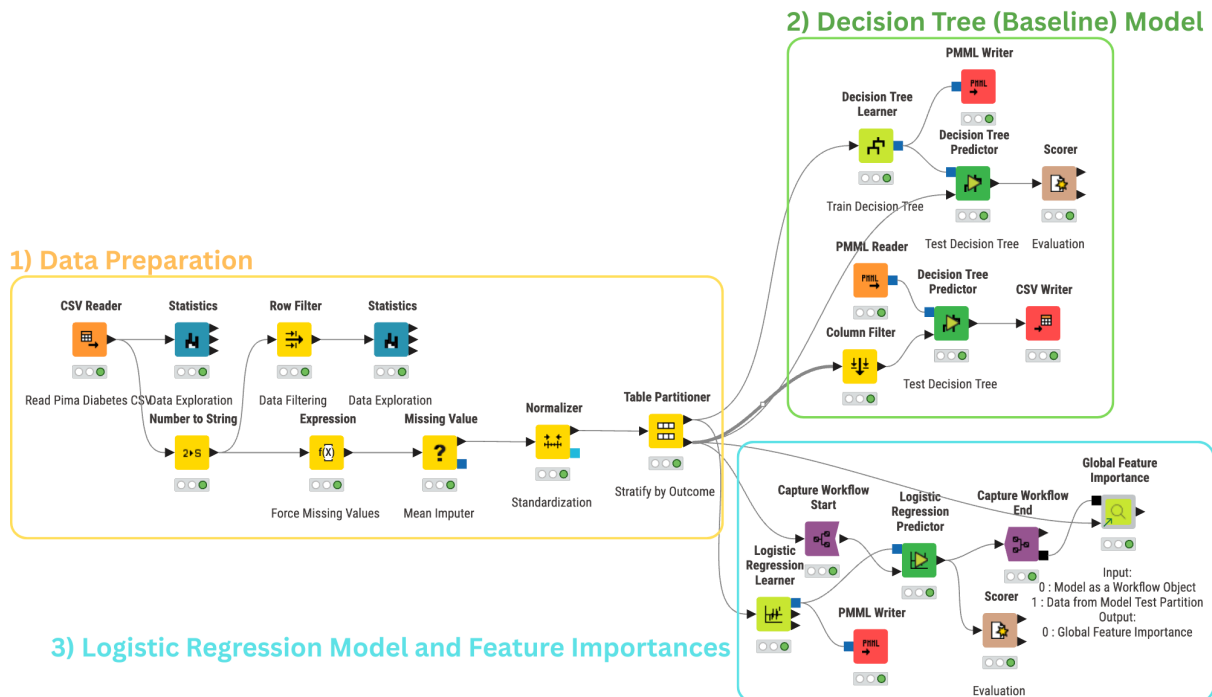 2) Decision Tree (Baseline) Model
PMML Writer
PMML
Decision Tree
Learner
Train Decision Tree
Decision Tree
Predictor
Test Decision Tree
Scorer
Evaluation
PMML Reader
PMML
Decision Tree
Predictor
Test Decision Tree
CSV Writer
Column Filter
1) Data Preparation
CSV Reader
Read Pima Diabetes CSV
Statistics
Data Exploration
Row Filter
Data Filtering
Statistics
Data Exploration
Number to String
2▸S
Expression
f(X)
Force Missing Values
Missing Value
?
Mean Imputer
Normalizer
Standardization
Table Partitioner
Stratify by Outcome
Capture Workflow
Start
Logistic
Regression
Predictor
Capture Workflow
End
Global Feature
Importance
Input:
0 : Model as a Workflow Object
1 : Data from Model Test Partition
Output:
0 : Global Feature Importance
Logistic
Regression
Learner
PMML Writer
PMML
Scorer
Evaluation
3) Logistic Regression Model and Feature Importances